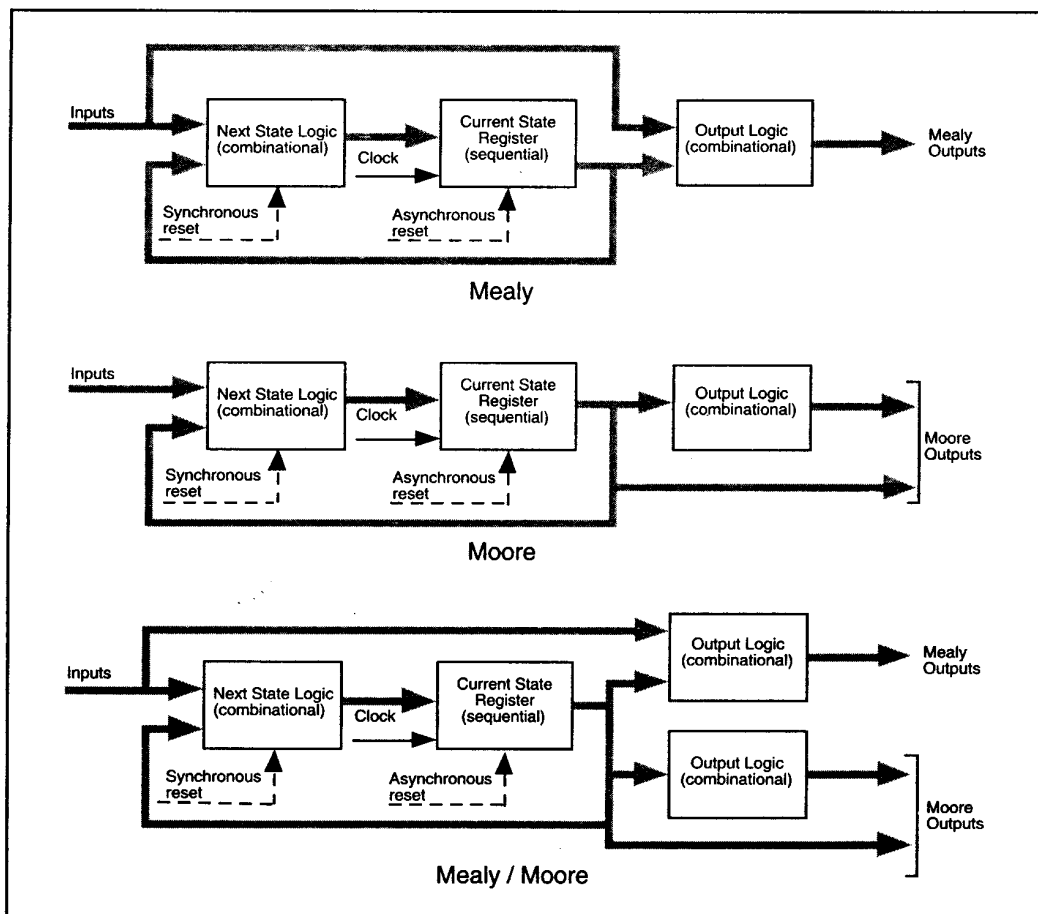 Inputs
Next State Logic
(combinational)
Clock
Current State
Register
(sequential)
Output Logic
(combinational)
Mealy
Outputs
Synchronous
reset
Asynchronous
reset
Mealy
Inputs
Next State Logic
(combinational)
Clock
Current State
Register
(sequential)
Output Logic
(combinational)
Moore
Outputs
Synchronous
reset
Asynchronous
reset
Moore
Inputs
Next State Logic
(combinational)
Clock
Current State
Register
(sequential)
Output Logic
(combinational)
Mealy
Outputs
Output Logic
(combinational)
Moore
Outputs
Synchronous
reset
Asynchronous
reset
Mealy / Moore